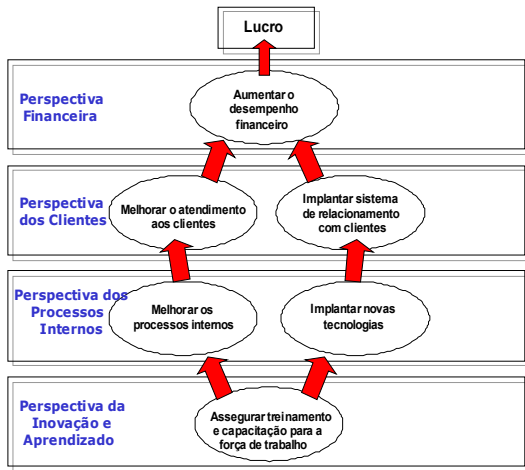 Lucro
Perspectiva
Financeira
Aumentar o
desempenho
financeiro
Perspectiva
dos Clientes
Melhorar o atendimento
aos clientes
Implantar sistema
de relacionamento
com clientes
Perspectiva dos
Processos
Internos
Melhorar os
processos internos
Implantar novas
tecnologias
Perspectiva da
Inovação e
Aprendizado
Assegurar treinamento
e capacitação para a
força de trabalho